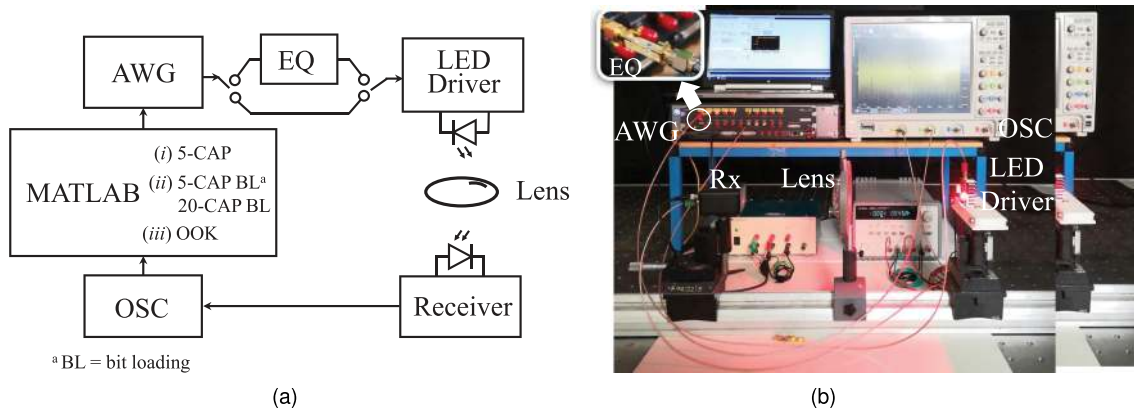 AWG
EQ
LED
Driver
MATLAB
(i) 5-CAP
(ii) 5-CAP BLᵃ
20-CAP BL
(iii) OOK
Lens
OSC
Receiver
ᵃ BL = bit loading
(a)
EQ
AWG
OSC
Rx
Lens
LED
Driver
(b)